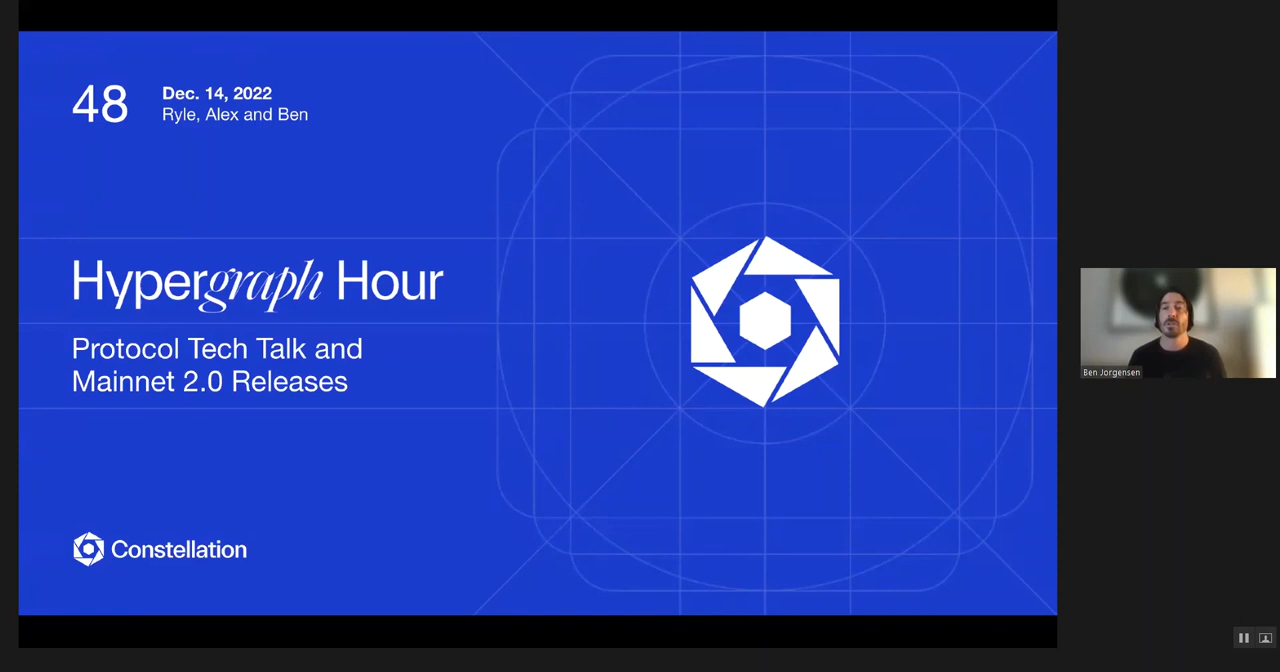 48
Dec. 14, 2022
Ryle, Alex and Ben
Hypergraph Hour
Protocol Tech Talk and
Mainnet 2.0 Releases
Constellation
Ben Jorgensen